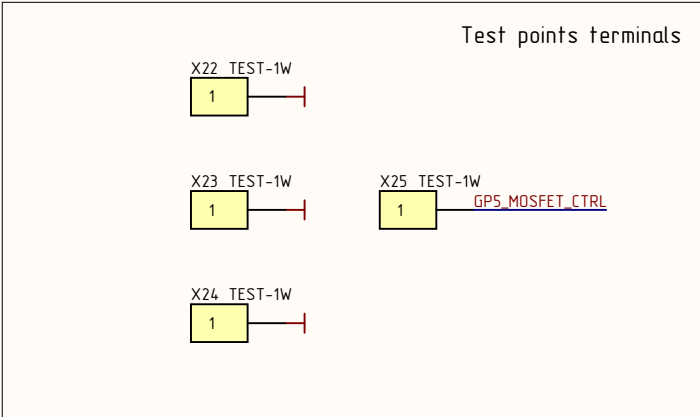 Test points terminals
X22 TEST-1W
1
X23 TEST-1W
1
X25 TEST-1W
1
GP5_MOSFET_CTRL
X24 TEST-1W
1